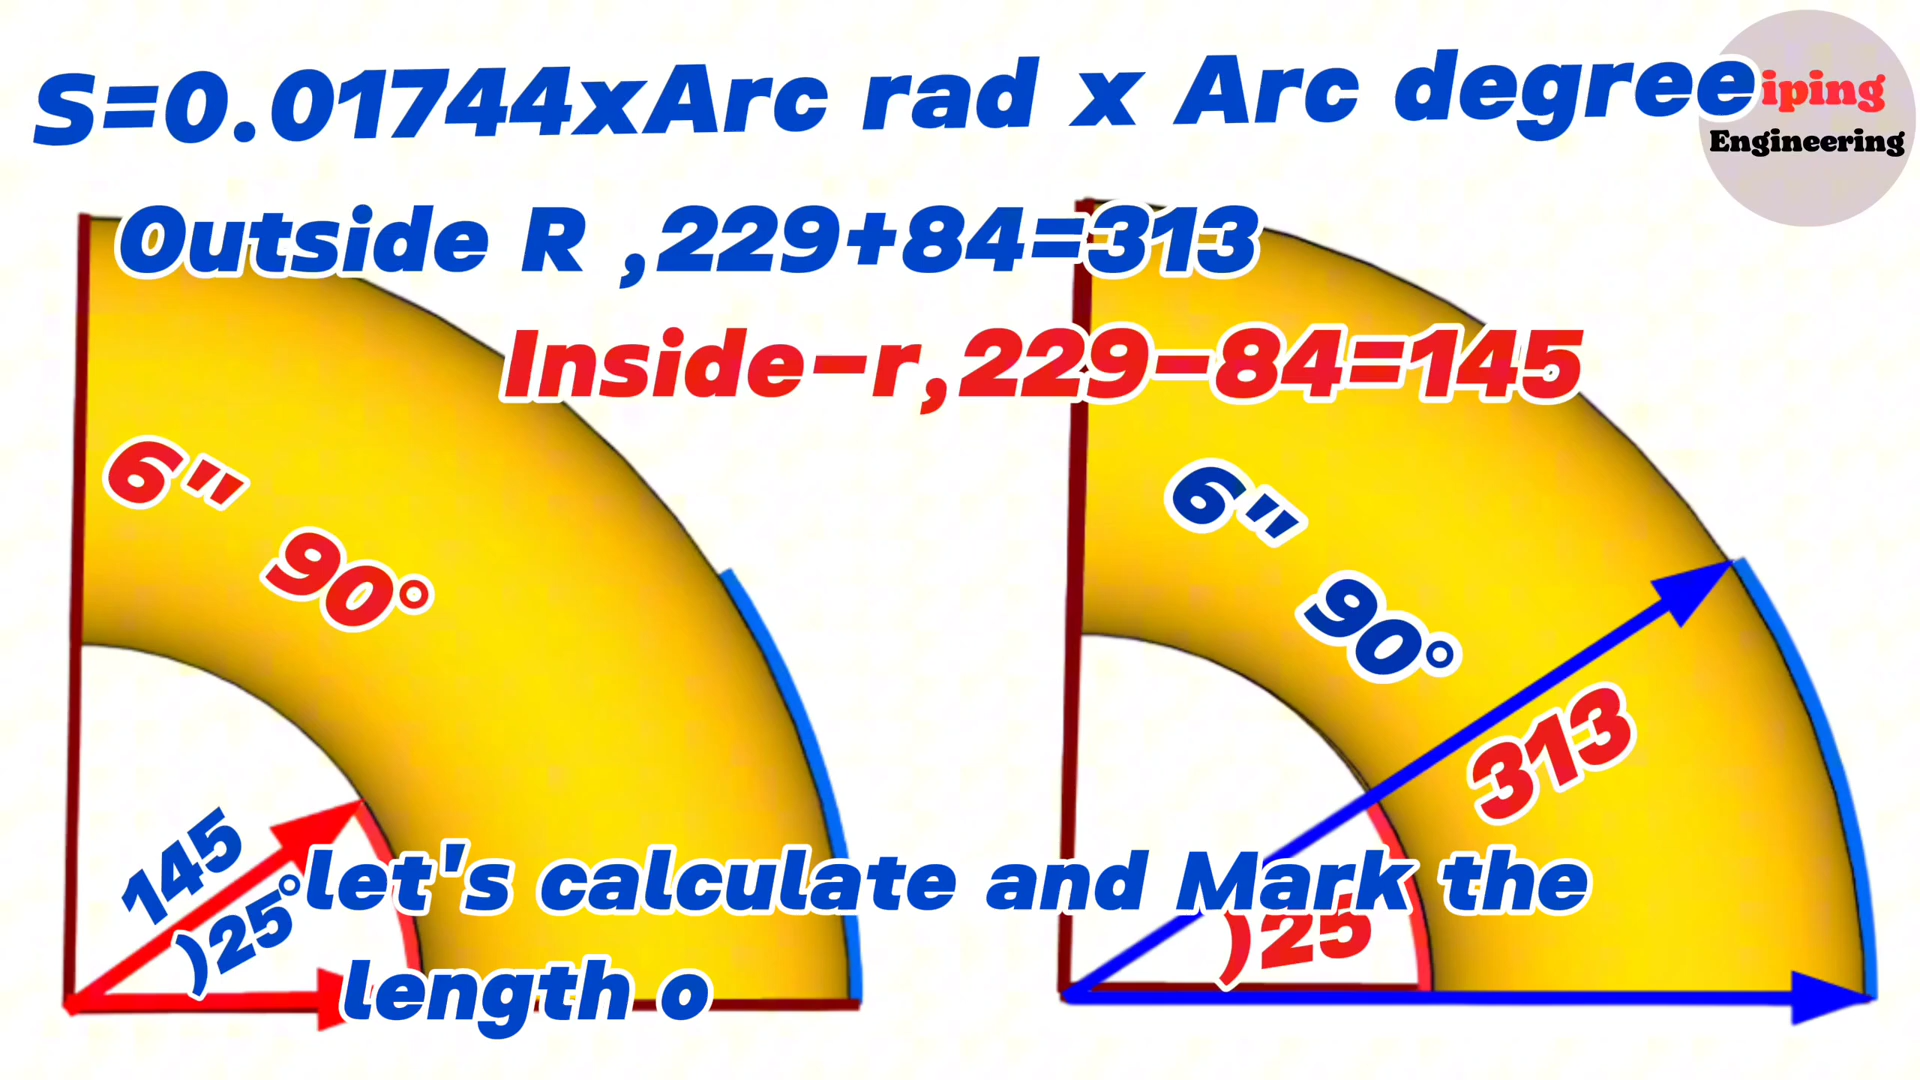 S=0.01744xArc rad x Arc degree
iping
Engineering
Outside R ,229+84=313
Inside-r,229-84=145
6" 90°
6" 90°
145
)25°
313
)25
let's calculate and Mark the
length o